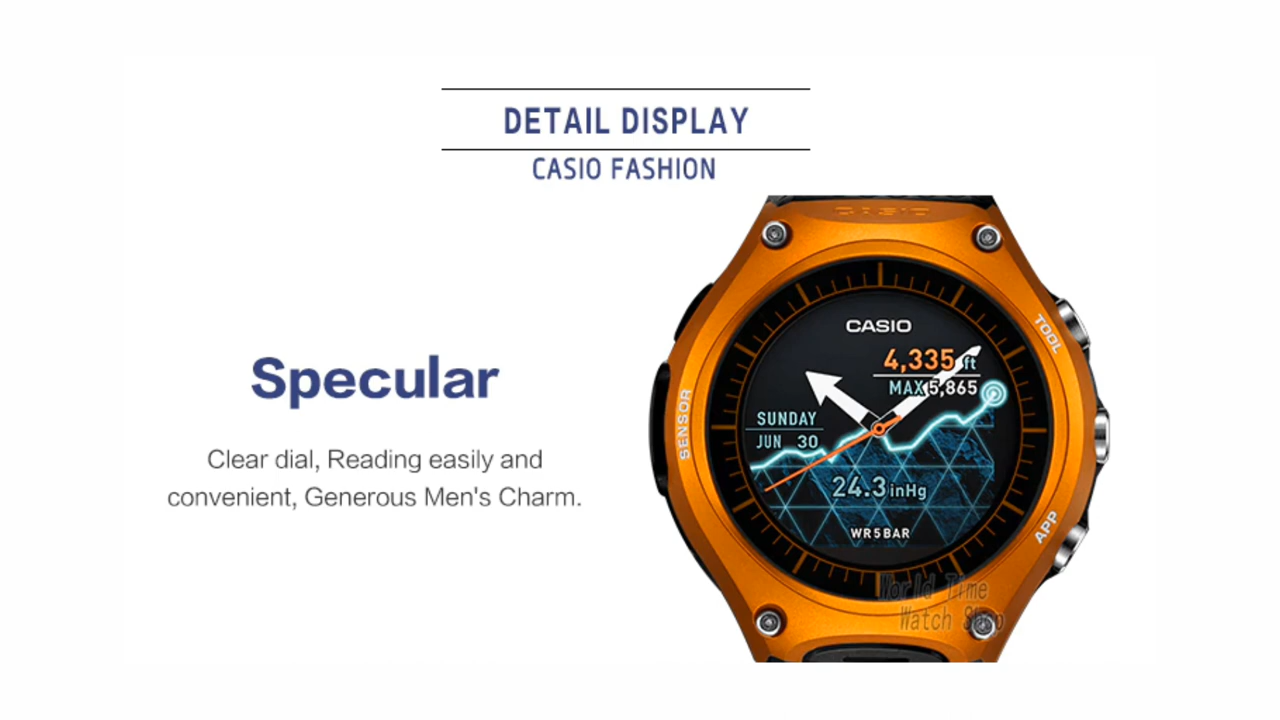 DETAIL DISPLAY
CASIO FASHION
Specular
Clear dial, Reading easily and
convenient, Generous Men's Charm.
CASIO
CASIO
4,335 ft
MAX 5,865
SUNDAY
JUN 30
24.3 inHg
WR5BAR
SENSOR
TOOL
APP
World Time
Watch Shop